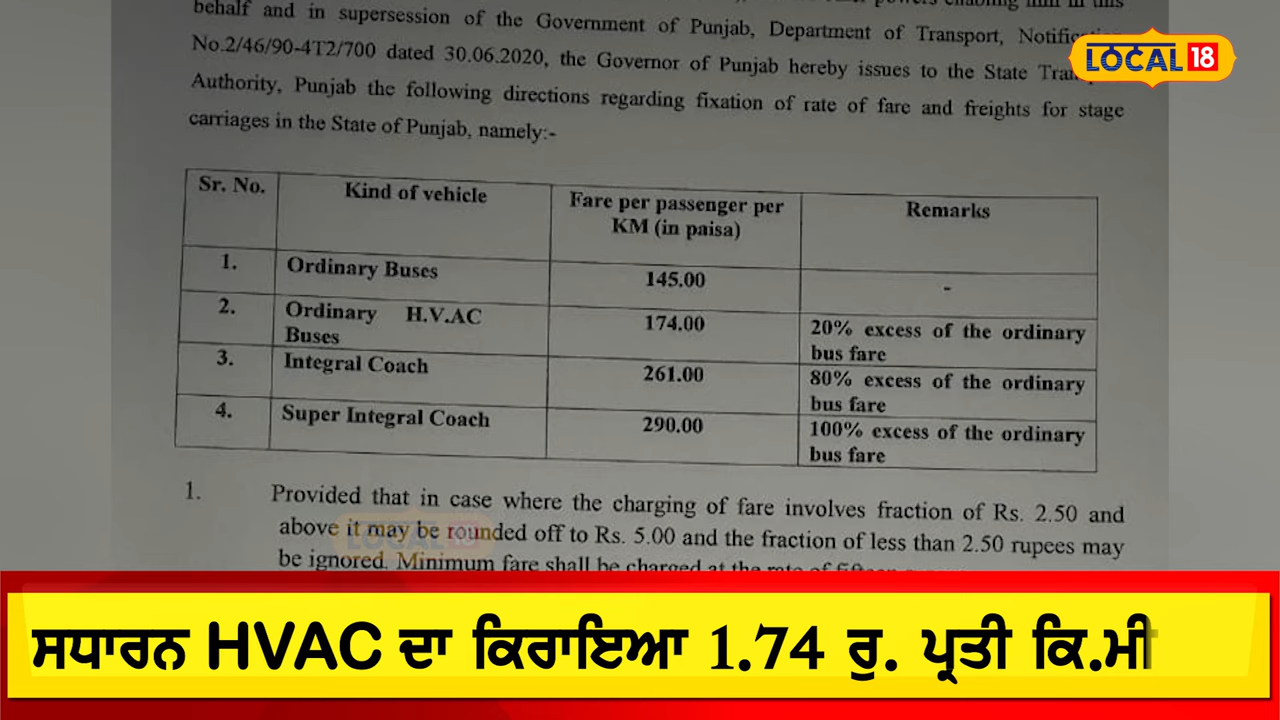 behalf and in supersession of the Government of Punjab, Department of Transport,
No.2/46/90-4T2/700 dated 30.06.2020, the Governor of Punjab hereby issues to the State
LOCAL 18
Authority, Punjab the following directions regarding fixation of rate of fare and freights for stage
carriages in the State of Punjab, namely:-
Sr. No. Kind of vehicle Fare per passenger per KM (in paisa) Remarks
1. Ordinary Buses 145.00 -
2. Ordinary H.V.AC Buses 174.00 20% excess of the ordinary bus fare
3. Integral Coach 261.00 80% excess of the ordinary bus fare
4. Super Integral Coach 290.00 100% excess of the ordinary bus fare
1. Provided that in case where the charging of fare involves fraction of Rs. 2.50 and
above it may be rounded off to Rs. 5.00 and the fraction of less than 2.50 rupees may
LOCAL 18
be ignored. Minimum fare shall be charged at the rate of
ਸਧਾਰਨ HVAC ਦਾ ਕਿਰਾਇਆ 1.74 ਰੁ. ਪ੍ਰਤੀ ਕਿ.ਮੀ